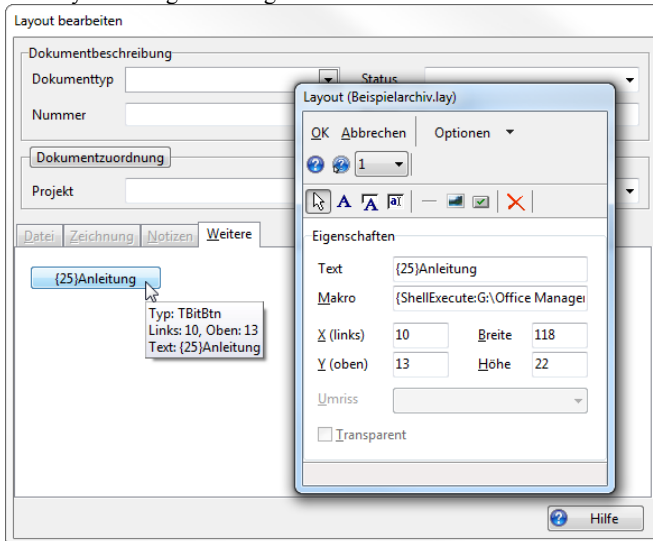 Layout bearbeiten
Dokumentbeschreibung
Dokumenttyp
Status
Nummer
Dokumentzuordnung
Projekt
Datei Zeichnung Notizen Weitere
{25}Anleitung
Typ: TBitBtn
Links: 10, Oben: 13
Text: {25}Anleitung
Layout (Beispielarchiv.lay)
OK Abbrechen Optionen
1
A A aI
Eigenschaften
Text {25}Anleitung
Makro {ShellExecute:G:\Office Manager
X (links) 10 Breite 118
Y (oben) 13 Höhe 22
Umriss
Transparent
Hilfe